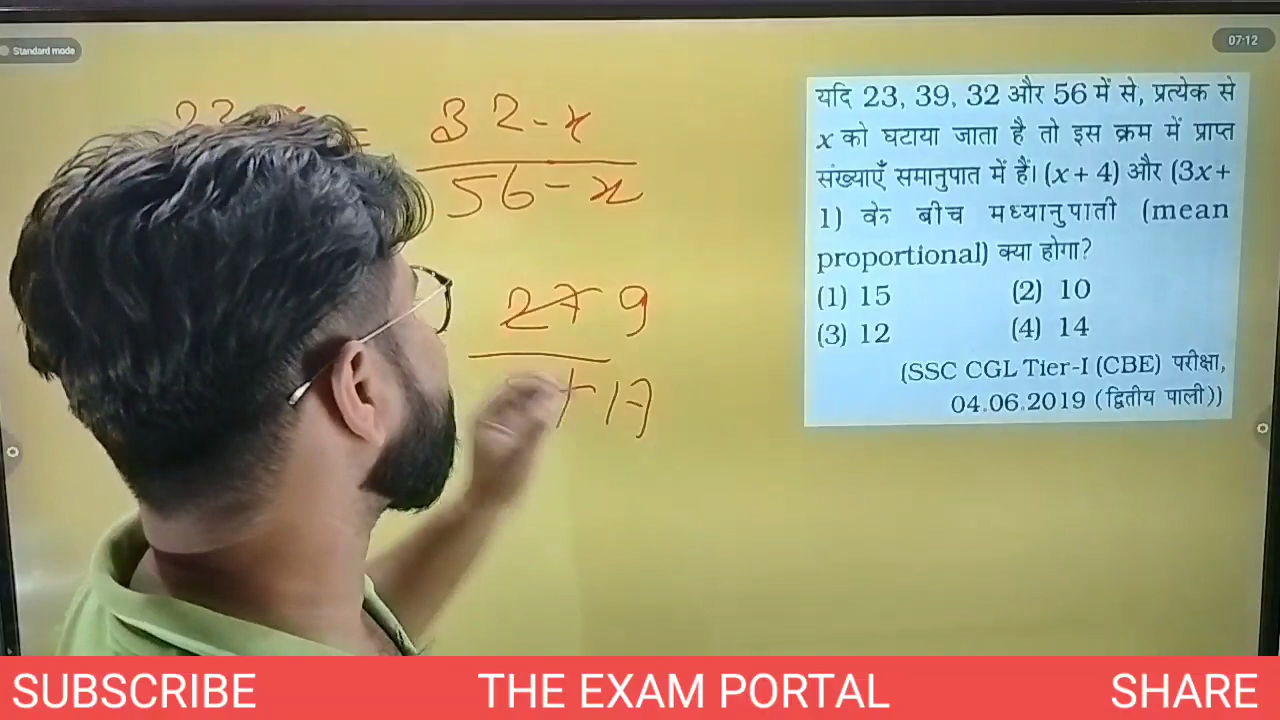 Standard mode
07:12
32-x
56-x
27 9
17
यदि 23, 39, 32 और 56 में से, प्रत्येक से
x को घटाया जाता है तो इस क्रम में प्राप्त
संख्याएँ समानुपात में हैं। (x + 4) और (3x +
1) के बीच मध्यानुपाती (mean
proportional) क्या होगा?
(1) 15 (2) 10
(3) 12 (4) 14
(SSC CGL Tier-I (CBE) परीक्षा,
04.06.2019 (द्वितीय पाली))
SUBSCRIBE THE EXAM PORTAL SHARE